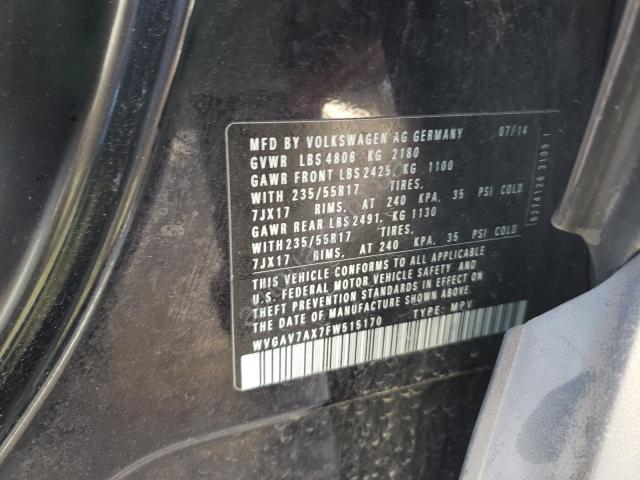 MFD BY VOLKSWAGEN AG GERMANY 07/14
GVWR LBS 4806 KG 2180
GAWR FRONT LBS 2425, KG 1100
WITH 235/55R17 TIRES,
7JX17 RIMS, AT 240 KPA, 35 PSI COLD
GAWR REAR LBS 2491, KG 1130
WITH 235/55R17 TIRES,
7JX17 RIMS, AT 240 KPA, 35 PSI COLD
THIS VEHICLE CONFORMS TO ALL APPLICABLE
U.S. FEDERAL MOTOR VEHICLE SAFETY AND
THEFT PREVENTION STANDARDS IN EFFECT ON
THE DATE OF MANUFACTURE SHOWN ABOVE.
WVGAV7AX7FW515170 TYPE: MPV